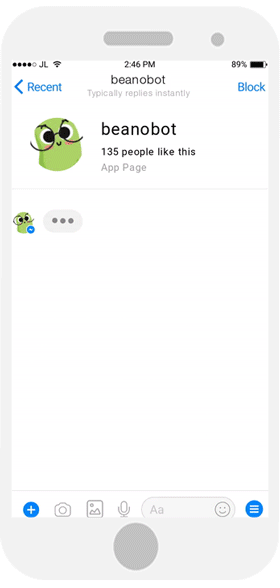 JL 2:46 PM 89%
Recent beanobot Block
Typically replies instantly
beanobot
135 people like this
App Page
Aa